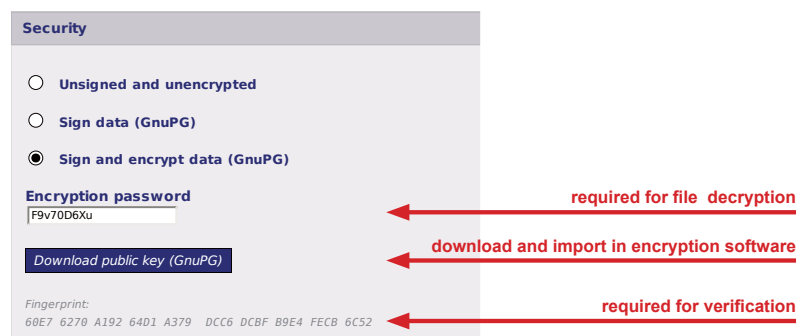 Security
Unsigned and unencrypted
Sign data (GnuPG)
Sign and encrypt data (GnuPG)
Encryption password
required for file decryption
F9v70D6Xu
download and import in encryption software
Download public key (GnuPG)
Fingerprint:
required for verification
60E7 6270 A192 64D1 A379 DCC6 DCBF B9E4 FECB 6C52